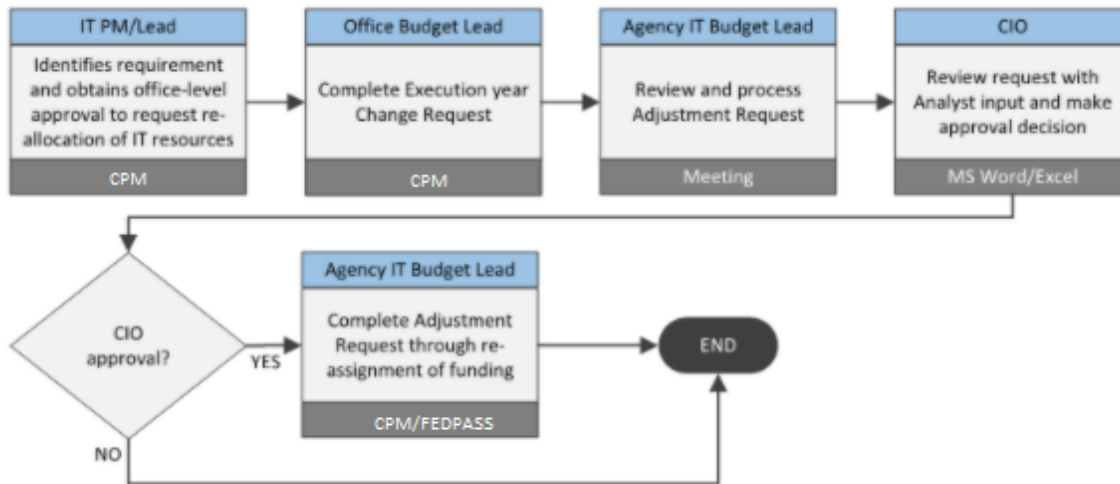 IT PM/Lead
Identifies requirement
and obtains office-level
approval to request re-
allocation of IT resources
CPM
Office Budget Lead
Complete Execution year
Change Request
CPM
Agency IT Budget Lead
Review and process
Adjustment Request
Meeting
CIO
Review request with
Analyst input and make
approval decision
MS Word/Excel
CIO
approval?
YES
NO
Agency IT Budget Lead
Complete Adjustment
Request through re-
assignment of funding
CPM/FEDPASS
END